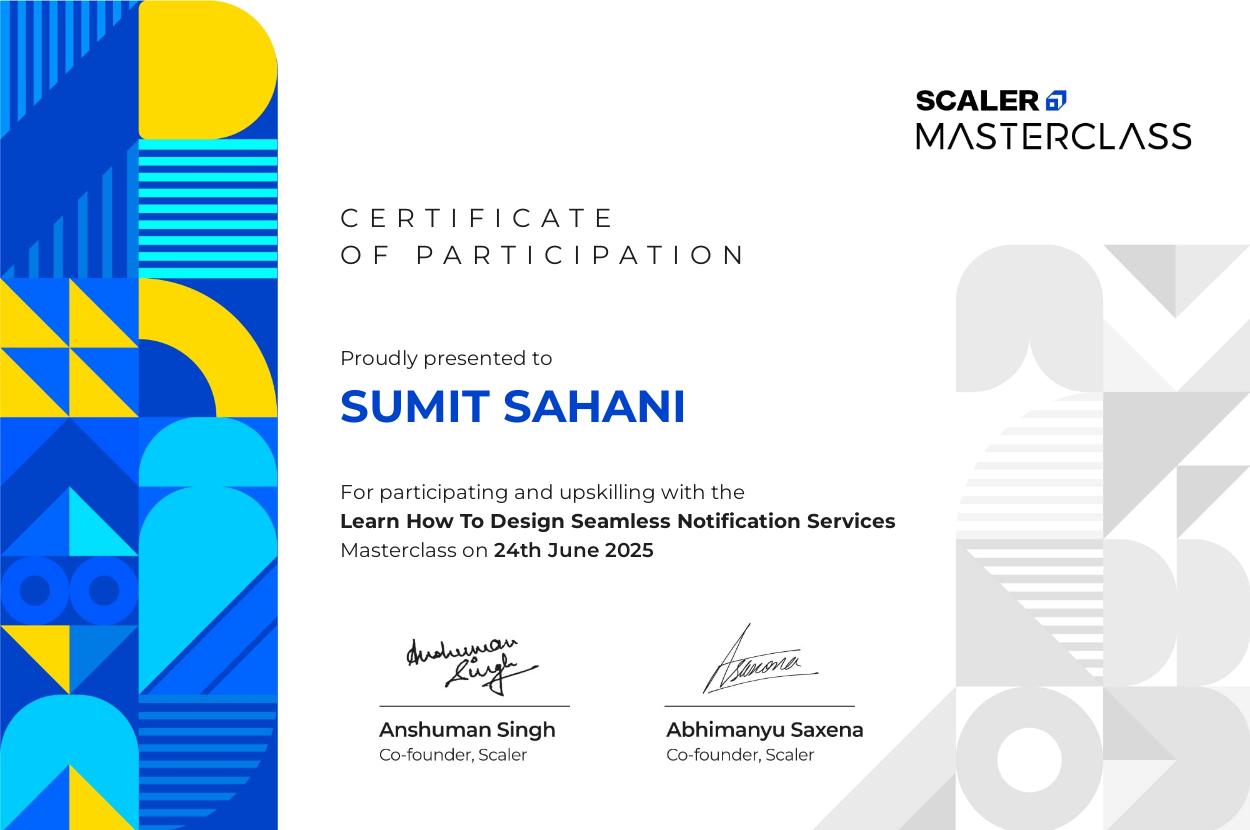 SCALER
MASTERCLASS
CERTIFICATE
OF PARTICIPATION
Proudly presented to
SUMIT SAHANI
For participating and upskilling with the
Learn How To Design Seamless Notification Services
Masterclass on 24th June 2025
Anshuman
Singh
Asaxena
Anshuman Singh
Co-founder, Scaler
Abhimanyu Saxena
Co-founder, Scaler